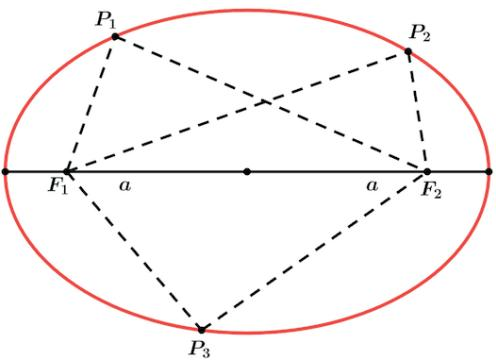 P₁
P₂
F₁ a a F₂
P₃